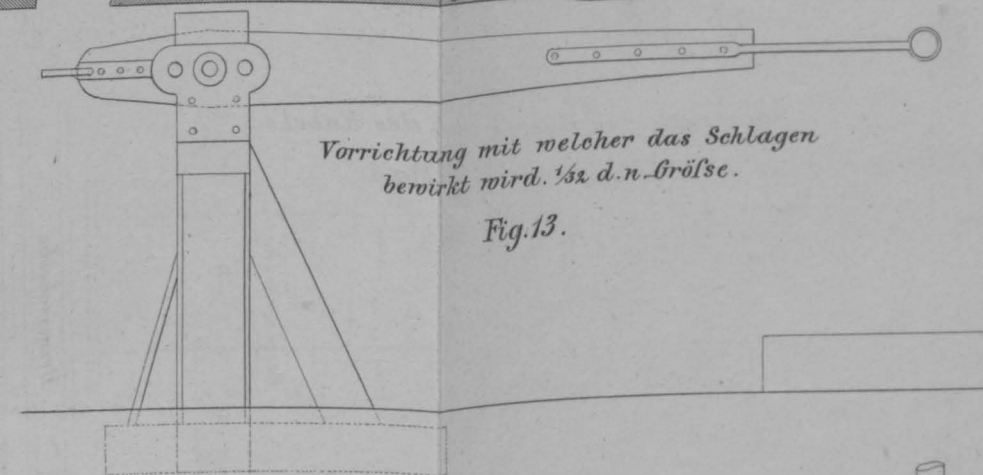 Vorrichtung mit welcher das Schlagen
bewirkt wird. 1/32 d. n. Gröſse.
Fig. 13.